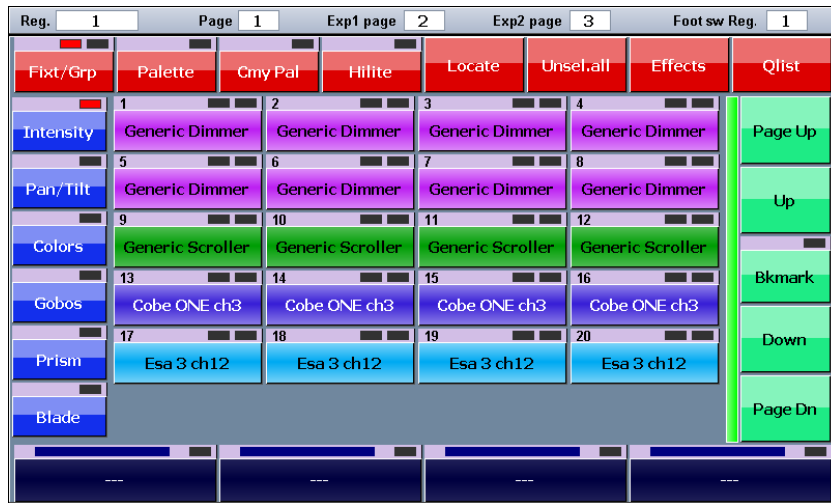 Reg. 1 Page 1 Exp1 page 2 Exp2 page 3 Foot sw Reg. 1
Fixt/Grp Palette Cmy Pal Hilite Locate Unsel.all Effects Qlist
1 2 3 4
Intensity Generic Dimmer Generic Dimmer Generic Dimmer Generic Dimmer Page Up
5 6 7 8
Pan/Tilt Generic Dimmer Generic Dimmer Generic Dimmer Generic Dimmer Up
9 10 11 12
Colors Generic Scroller Generic Scroller Generic Scroller Generic Scroller
13 14 15 16 Bkmark
Gobos Cobe ONE ch3 Cobe ONE ch3 Cobe ONE ch3 Cobe ONE ch3
17 18 19 20 Down
Prism Esa 3 ch12 Esa 3 ch12 Esa 3 ch12 Esa 3 ch12
Blade Page Dn
--- --- --- ---